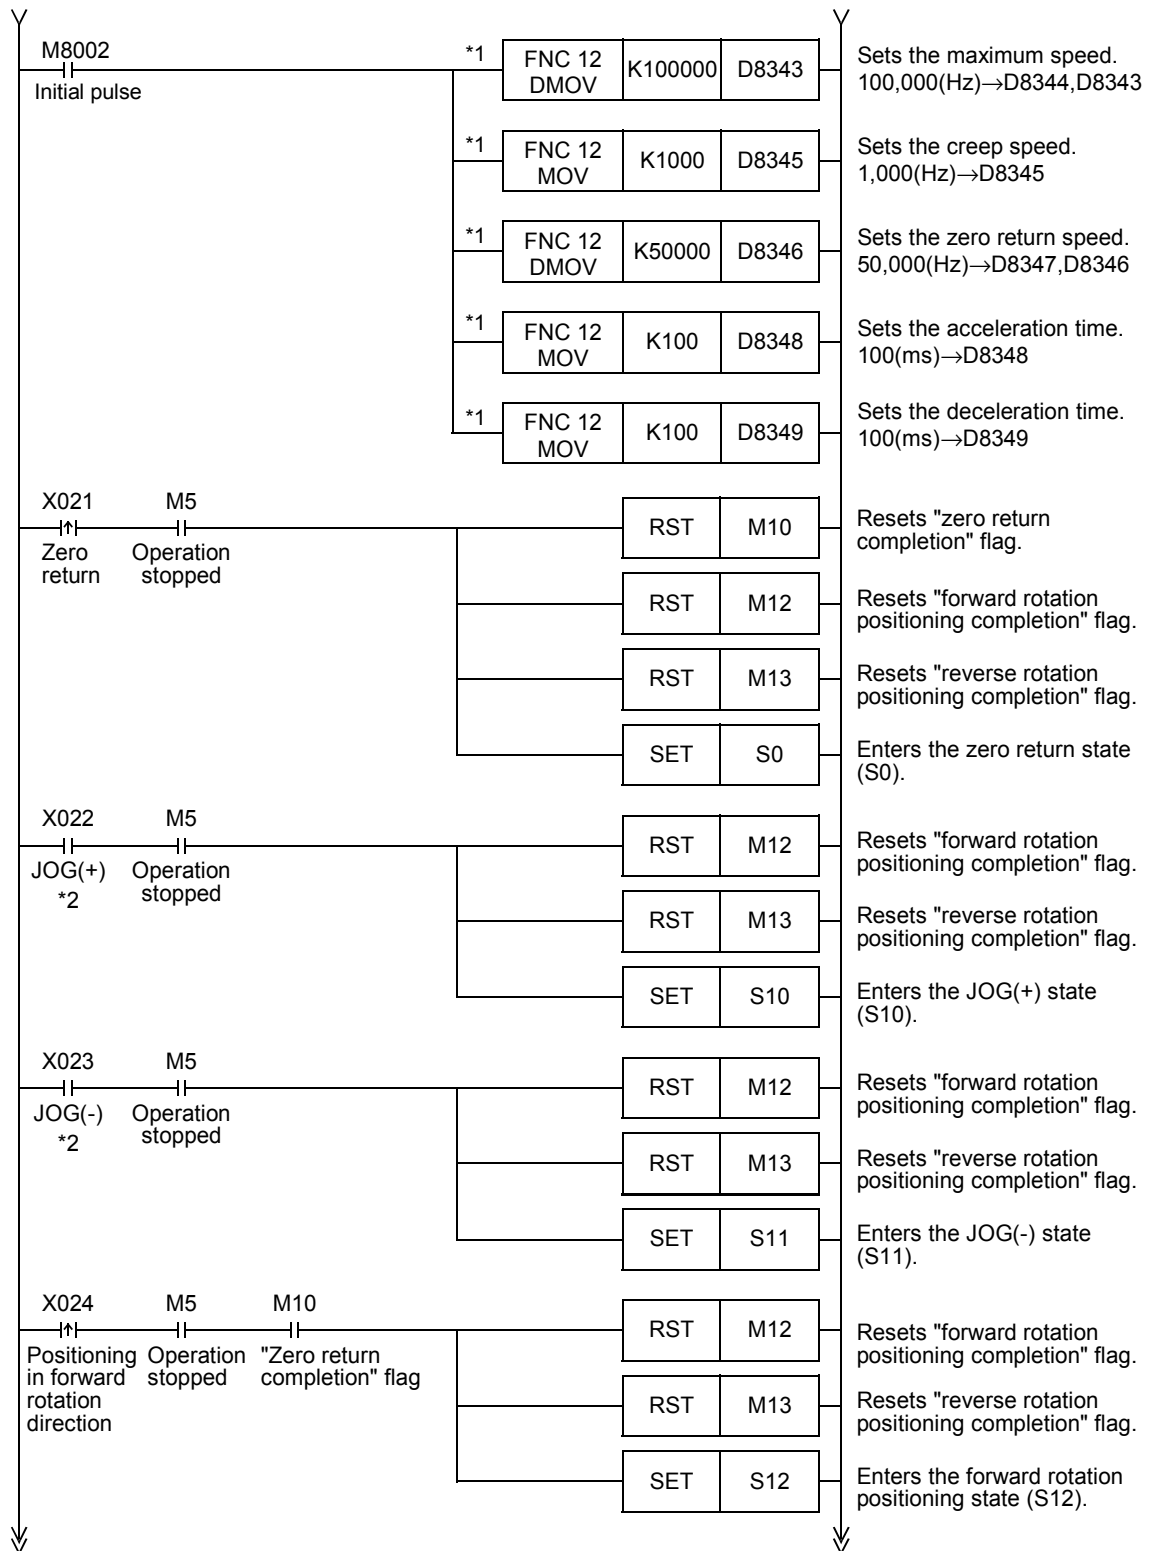 M8002
Initial pulse
*1
FNC 12
DMOV
K100000
D8343
Sets the maximum speed.
100,000(Hz)→D8344,D8343
*1
FNC 12
MOV
K1000
D8345
Sets the creep speed.
1,000(Hz)→D8345
*1
FNC 12
DMOV
K50000
D8346
Sets the zero return speed.
50,000(Hz)→D8347,D8346
*1
FNC 12
MOV
K100
D8348
Sets the acceleration time.
100(ms)→D8348
*1
FNC 12
MOV
K100
D8349
Sets the deceleration time.
100(ms)→D8349
X021
Zero
return
M5
Operation
stopped
RST
M10
Resets "zero return
completion" flag.
RST
M12
Resets "forward rotation
positioning completion" flag.
RST
M13
Resets "reverse rotation
positioning completion" flag.
SET
S0
Enters the zero return state
(S0).
X022
JOG(+)
*2
M5
Operation
stopped
RST
M12
Resets "forward rotation
positioning completion" flag.
RST
M13
Resets "reverse rotation
positioning completion" flag.
SET
S10
Enters the JOG(+) state
(S10).
X023
JOG(-)
*2
M5
Operation
stopped
RST
M12
Resets "forward rotation
positioning completion" flag.
RST
M13
Resets "reverse rotation
positioning completion" flag.
SET
S11
Enters the JOG(-) state
(S11).
X024
Positioning
in forward
rotation
direction
M5
Operation
stopped
M10
"Zero return
completion" flag
RST
M12
Resets "forward rotation
positioning completion" flag.
RST
M13
Resets "reverse rotation
positioning completion" flag.
SET
S12
Enters the forward rotation
positioning state (S12).